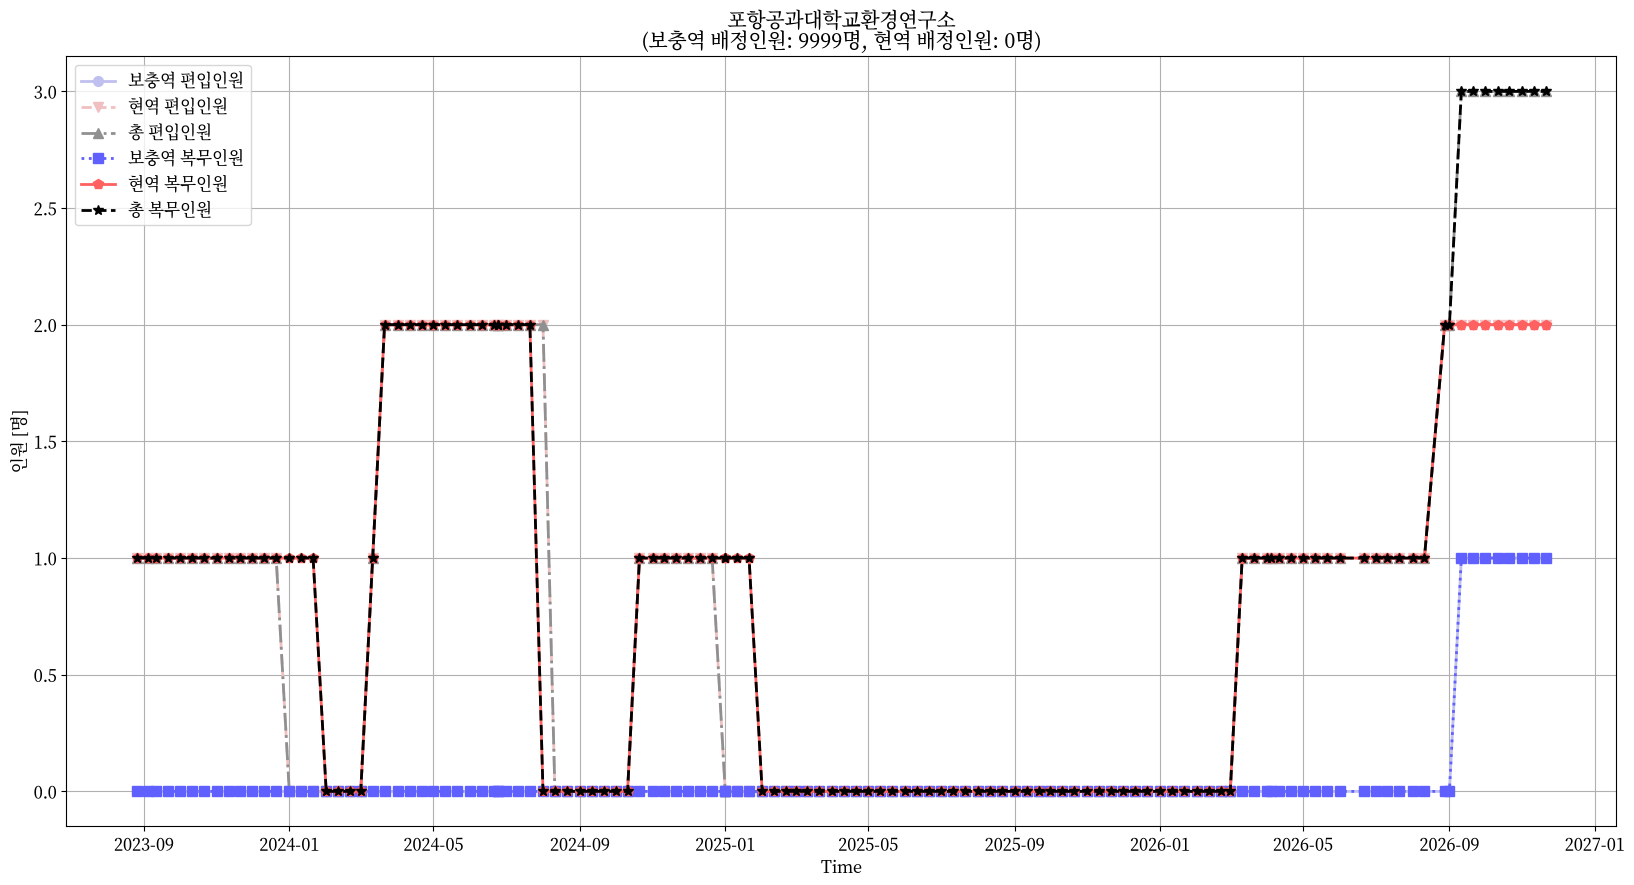 포항공과대학교환경연구소
(보충역 배정인원: 9999명, 현역 배정인원: 0명)
보충역 편입인원
현역 편입인원
총 편입인원
보충역 복무인원
현역 복무인원
총 복무인원
인원 [명]
3.0
2.5
2.0
1.5
1.0
0.5
0.0
2023-09 2024-01 2024-05 2024-09 2025-01 2025-05 2025-09 2026-01 2026-05 2026-09 2027-01
Time